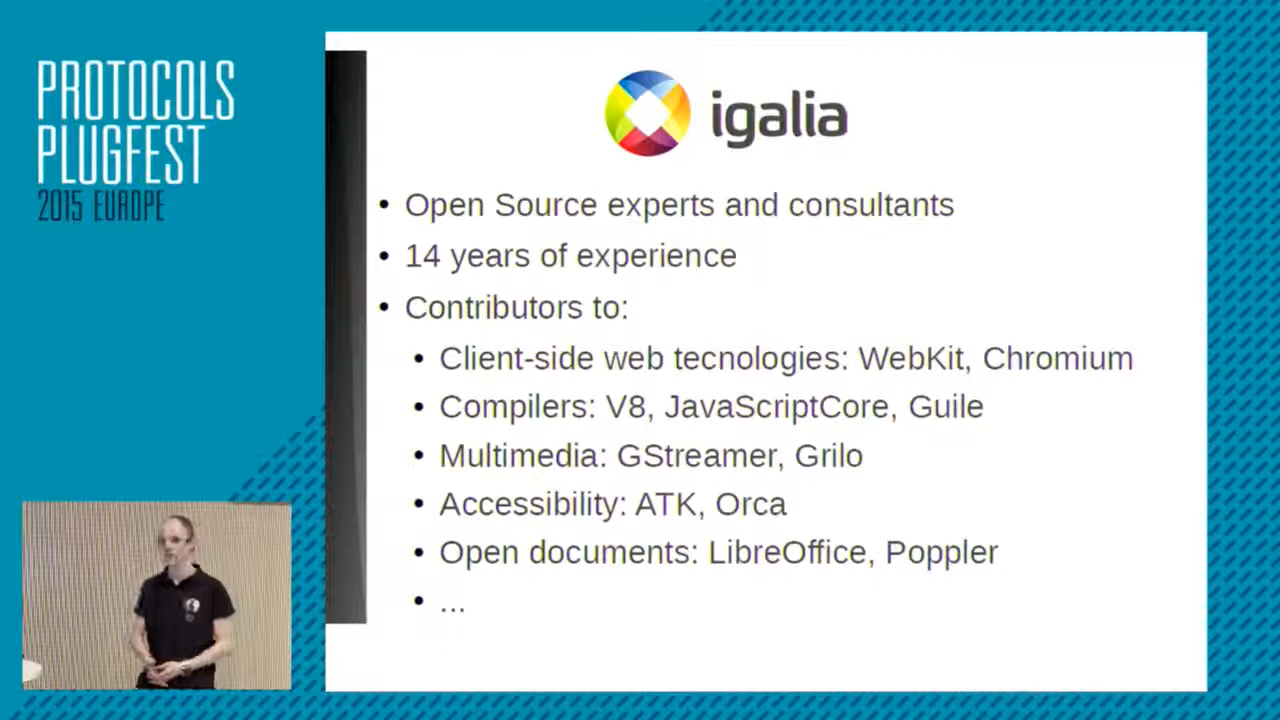 PROTOCOLS
PLUGFEST
2015 EUROPE
igalia
• Open Source experts and consultants
• 14 years of experience
• Contributors to:
• Client-side web tecnologies: WebKit, Chromium
• Compilers: V8, JavaScriptCore, Guile
• Multimedia: GStreamer, Grilo
• Accessibility: ATK, Orca
• Open documents: LibreOffice, Poppler
• ...